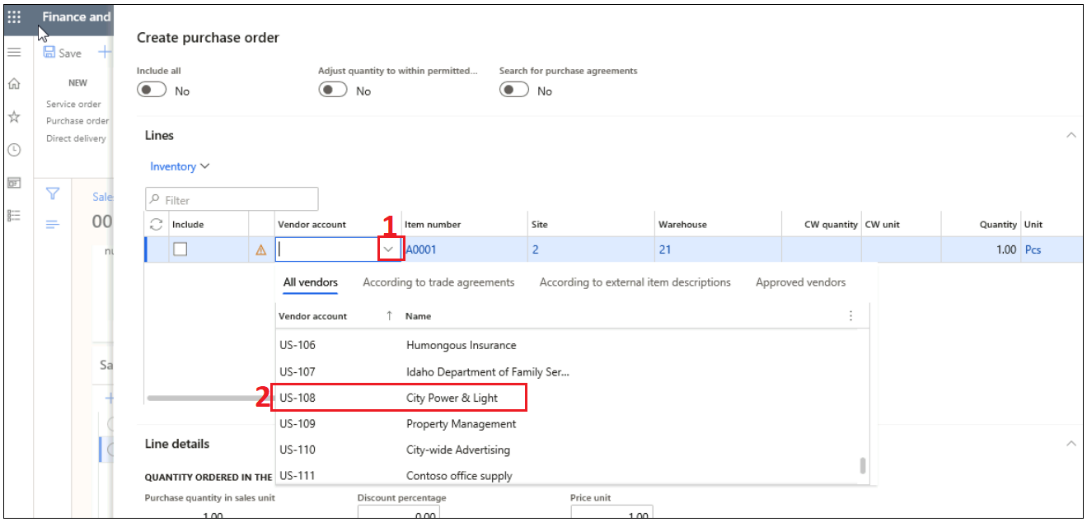 Finance and
Create purchase order
Save
Include all
Adjust quantity to within permitted...
Search for purchase agreements
NEW
No
No
No
Service order
Purchase order
Direct delivery
Lines
Inventory
Sale
Filter
00
1
Include
Vendor account
Item number
Site
Warehouse
CW quantity
CW unit
Quantity
Unit
A0001
2
21
1.00
Pcs
All vendors
According to trade agreements
According to external item descriptions
Approved vendors
Vendor account
Name
US-106 Humongous Insurance
US-107 Idaho Department of Family Ser...
Sa
2
US-108 City Power & Light
US-109 Property Management
US-110 City-wide Advertising
US-111 Contoso office supply
Line details
QUANTITY ORDERED IN THE
Purchase quantity in sales unit
Discount percentage
Price unit
1.00
0.00
1.00